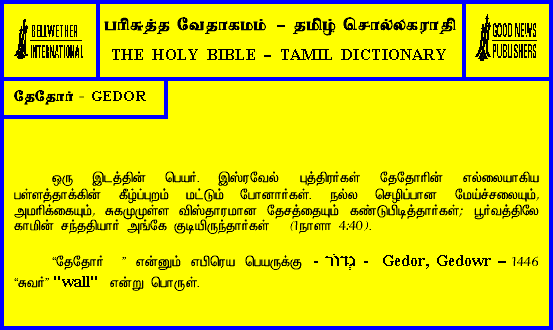 BELLWETHER
INTERNATIONAL
பரிசுத்த வேதாகமம் – தமிழ் சொல்லகராதி
THE HOLY BIBLE – TAMIL DICTIONARY
GOOD NEWS
PUBLISHERS
தேதோர் - GEDOR
ஒரு இடத்தின் பெயர். இஸ்ரவேல் புத்திரர்கள் தேதோரின் எல்லையாகிய
பள்ளத்தாக்கின் கீழ்ப்புறம் மட்டும் போனார்கள். நல்ல செழிப்பான மேய்ச்சலையும்,
அமரிக்கையும், சுகமுமுள்ள விஸ்தாரமான தேசத்தையும் கண்டுபிடித்தார்கள்; பூர்வத்திலே
காமின் சந்ததியார் அங்கே குடியிருந்தார்கள் (1நாளா 4:40).
“தேதோர் ” என்னும் எபிரெய பெயருக்கு - גְּדוֹר - Gedor, Gedowr – 1446
“சுவர்” "wall" என்று பொருள்.